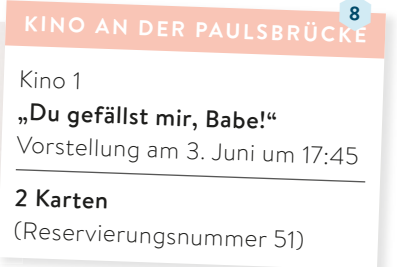 8
KINO AN DER PAULSBRÜCKE
Kino 1
„Du gefällst mir, Babe!“
Vorstellung am 3. Juni um 17:45
2 Karten
(Reservierungsnummer 51)